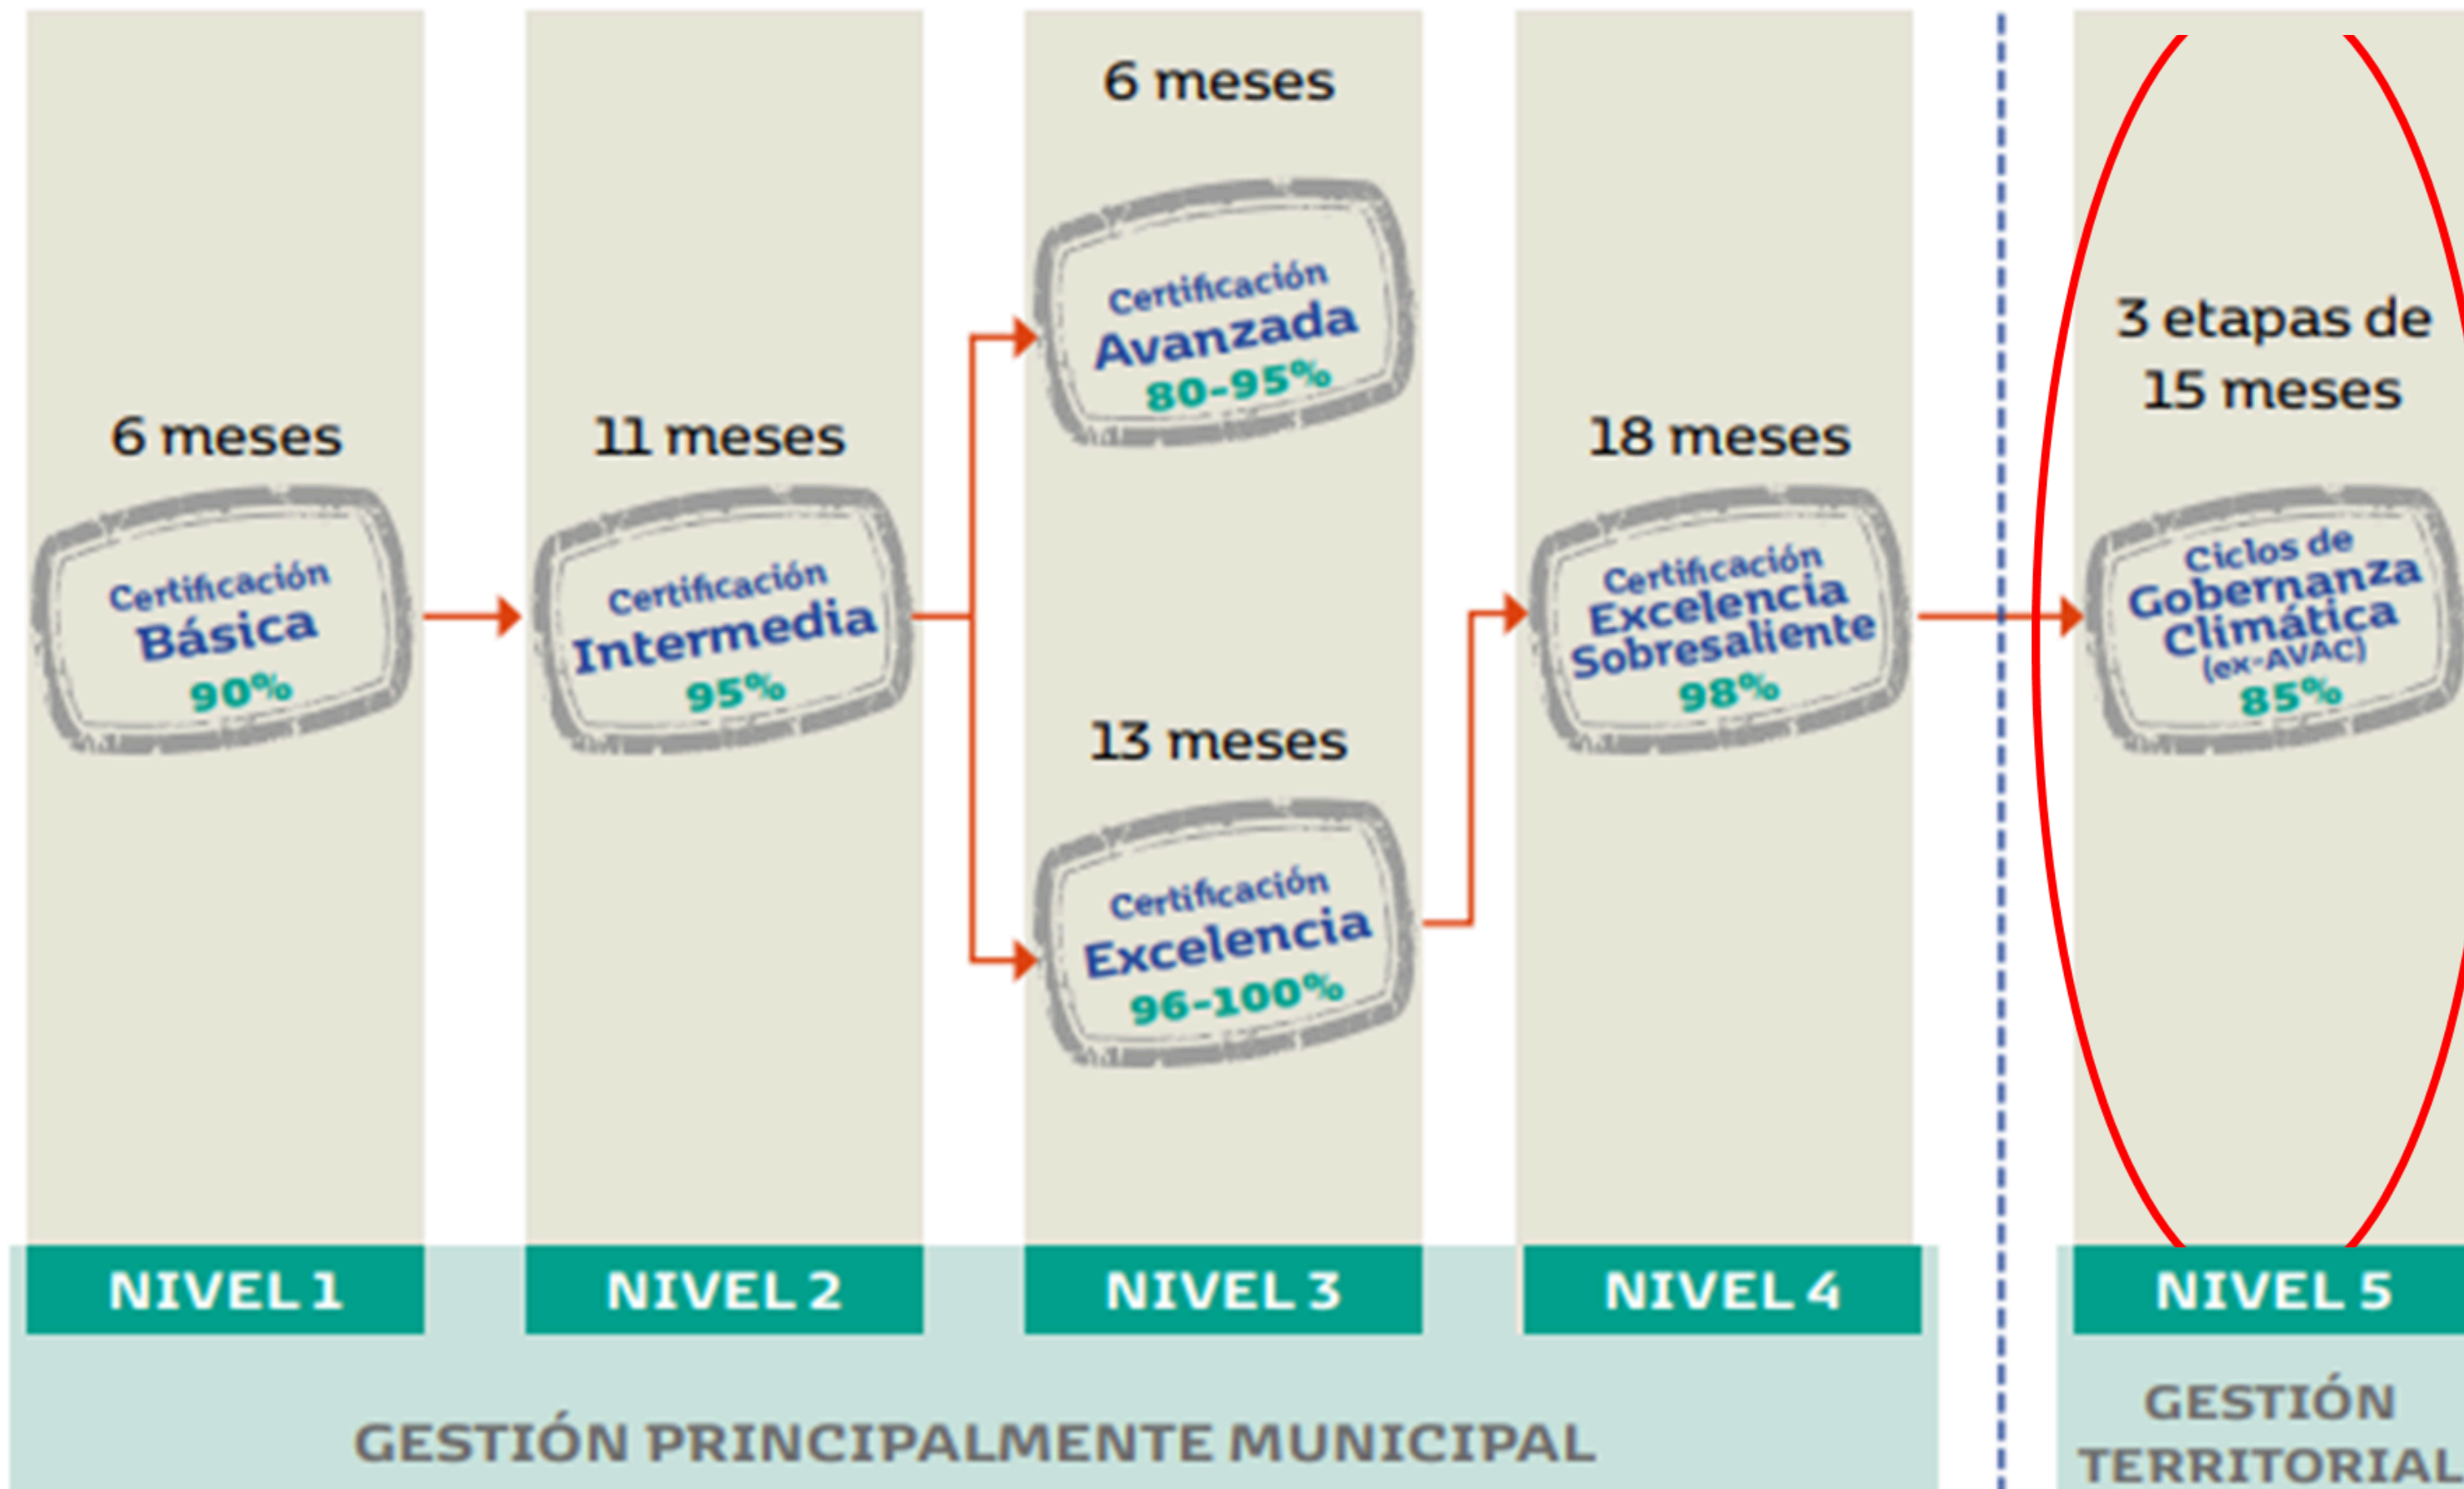 6 meses
Certificación
Básica
90%
NIVEL 1
11 meses
Certificación
Intermedia
95%
NIVEL 2
6 meses
Certificación
Avanzada
80-95%
13 meses
Certificación
Excelencia
96-100%
NIVEL 3
18 meses
Certificación
Excelencia
Sobresaliente
98%
NIVEL 4
GESTIÓN PRINCIPALMENTE MUNICIPAL
3 etapas de
15 meses
Ciclos de
Gobernanza
Climática
(ex-AVAC)
85%
NIVEL 5
GESTIÓN
TERRITORIAL